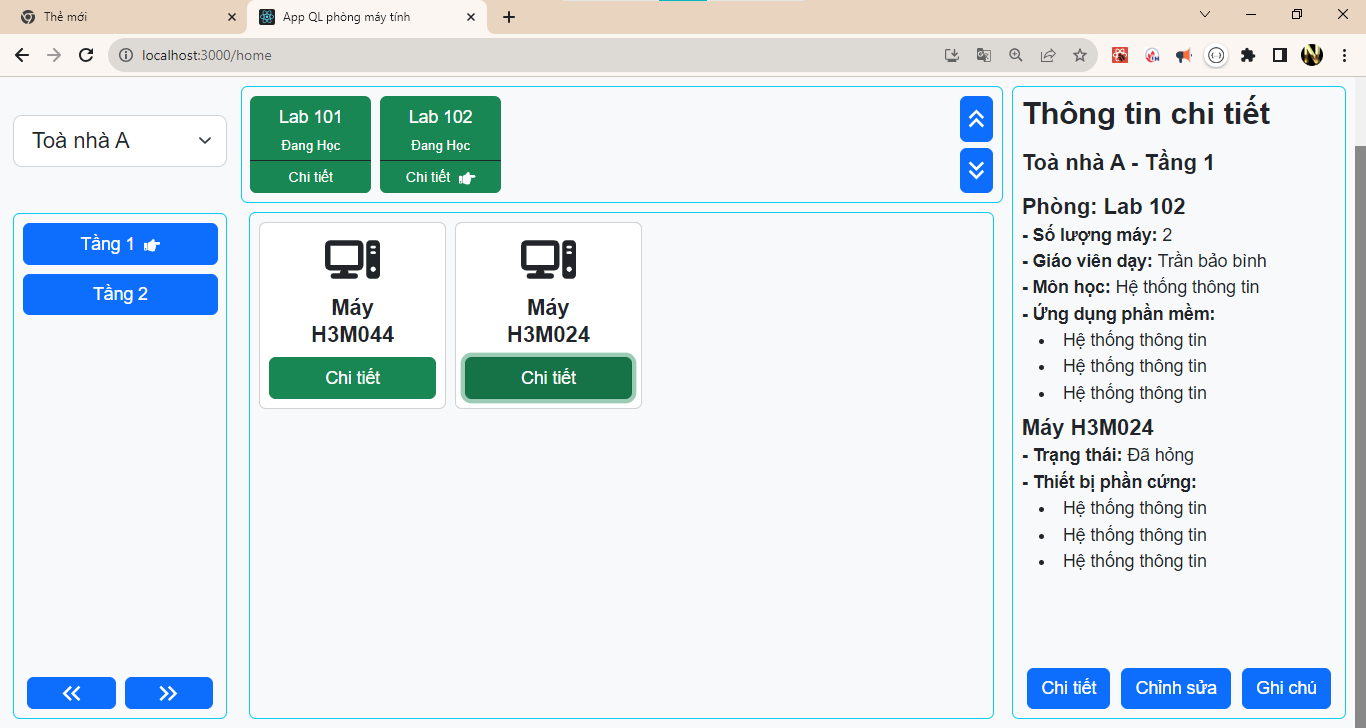 Thẻ mới
App QL phòng máy tính
localhost:3000/home
Toà nhà A
Tầng 1
Tầng 2
Lab 101
Đang Học
Chi tiết
Lab 102
Đang Học
Chi tiết
Máy
H3M044
Chi tiết
Máy
H3M024
Chi tiết
Thông tin chi tiết
Toà nhà A - Tầng 1
Phòng: Lab 102
- Số lượng máy: 2
- Giáo viên dạy: Trần bảo bình
- Môn học: Hệ thống thông tin
- Ứng dụng phần mềm:
• Hệ thống thông tin
• Hệ thống thông tin
• Hệ thống thông tin
Máy H3M024
- Trạng thái: Đã hỏng
- Thiết bị phần cứng:
• Hệ thống thông tin
• Hệ thống thông tin
• Hệ thống thông tin
Chi tiết
Chỉnh sửa
Ghi chú